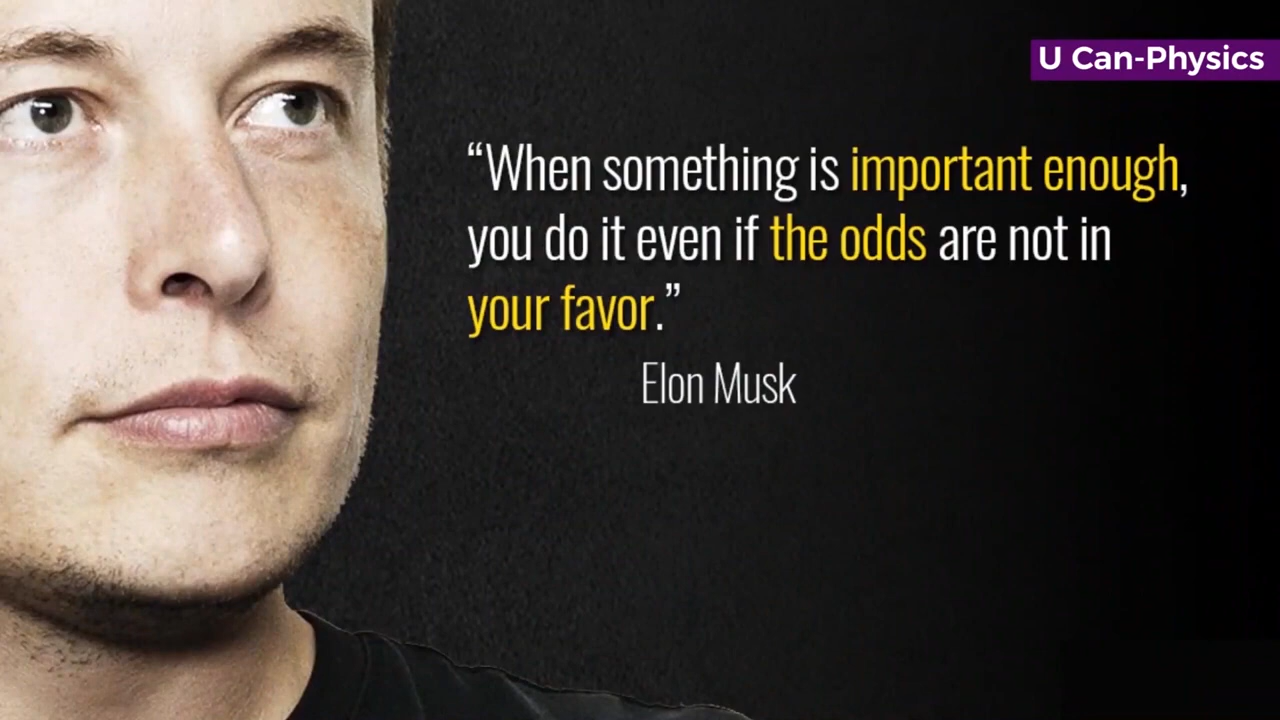 U Can-Physics
“When something is important enough,
you do it even if the odds are not in
your favor.”
Elon Musk